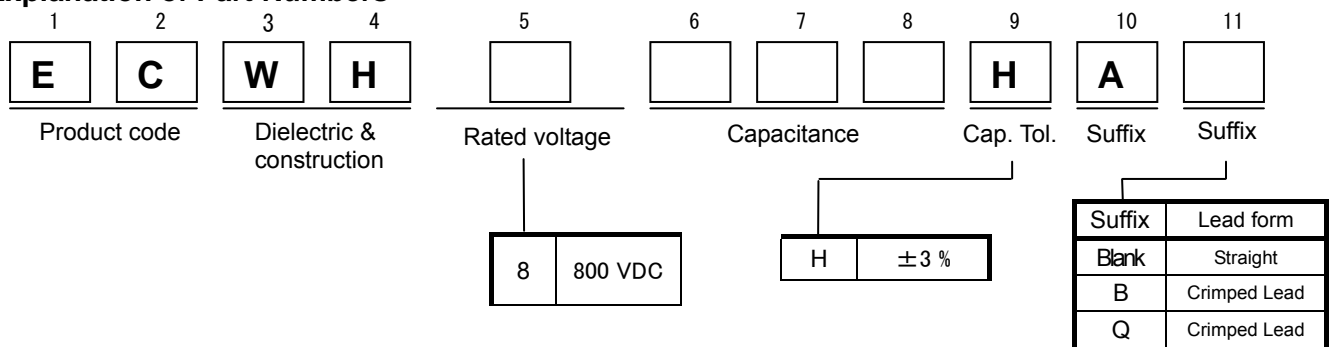 Explanation of Part Numbers
1 2 3 4 5 6 7 8 9 10 11
E C W H H A
Product code Dielectric & construction Rated voltage Capacitance Cap. Tol. Suffix Suffix
8 800 VDC
H ±3 %
Suffix Lead form
Blank Straight
B Crimped Lead
Q Crimped Lead